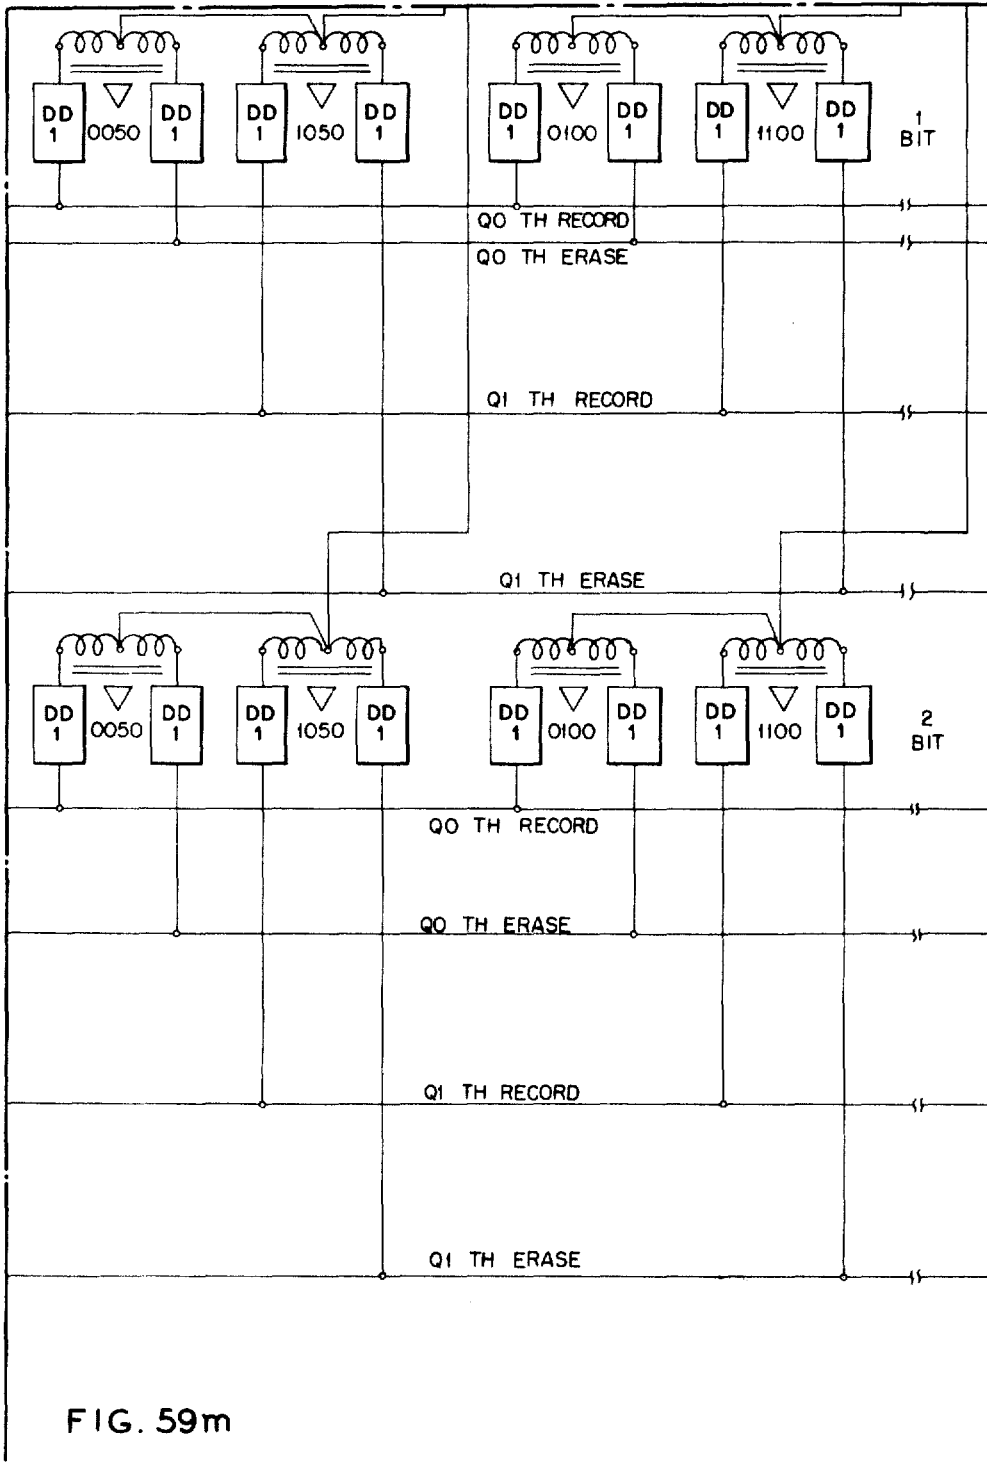 DD 1 0050 DD 1 DD 1 1050 DD 1 DD 1 0100 DD 1 DD 1 1100 DD 1 1 BIT
Q0 TH RECORD
Q0 TH ERASE
Q1 TH RECORD
Q1 TH ERASE
DD 1 0050 DD 1 DD 1 1050 DD 1 DD 1 0100 DD 1 DD 1 1100 DD 1 2 BIT
Q0 TH RECORD
Q0 TH ERASE
Q1 TH RECORD
Q1 TH ERASE
FIG. 59m